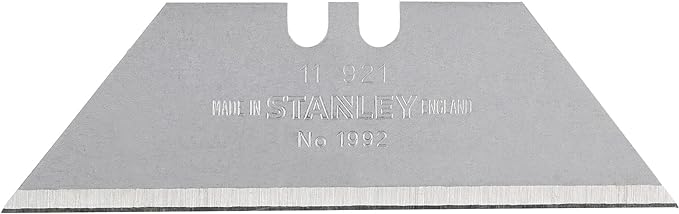 11 921
MADE IN STANLEY ENGLAND
No 1992